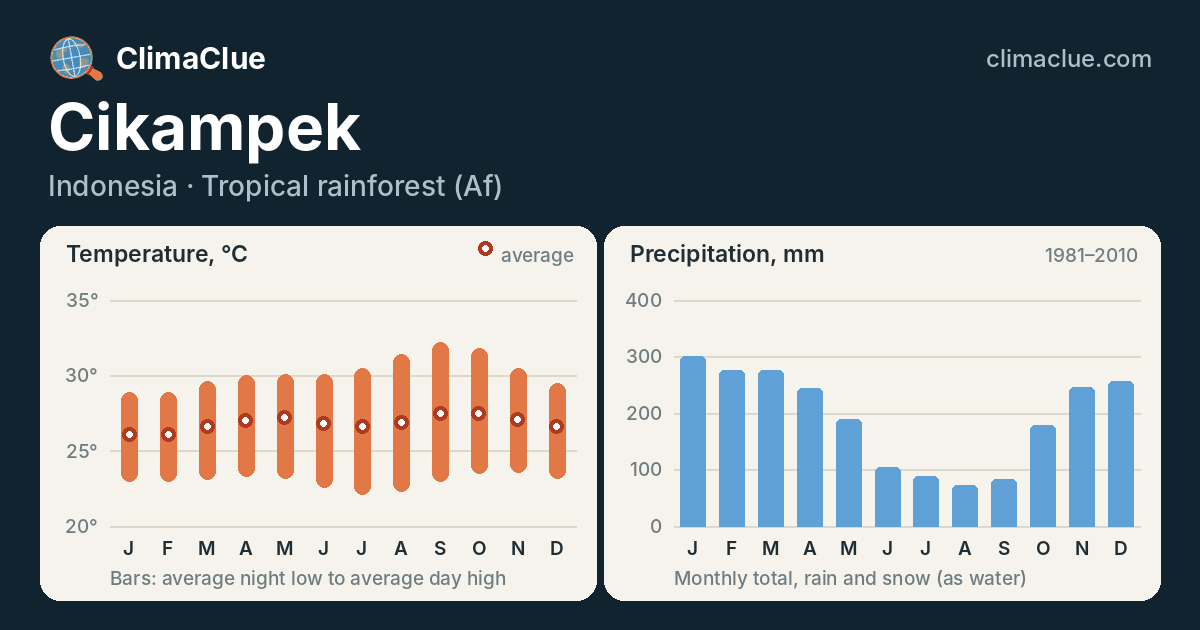 ClimaClue
climaclue.com
Cikampek
Indonesia · Tropical rainforest (Af)
Temperature, °C
average
35°
30°
25°
20°
J F M A M J J A S O N D
Bars: average night low to average day high
Precipitation, mm
1981–2010
400
300
200
100
0
J F M A M J J A S O N D
Monthly total, rain and snow (as water)